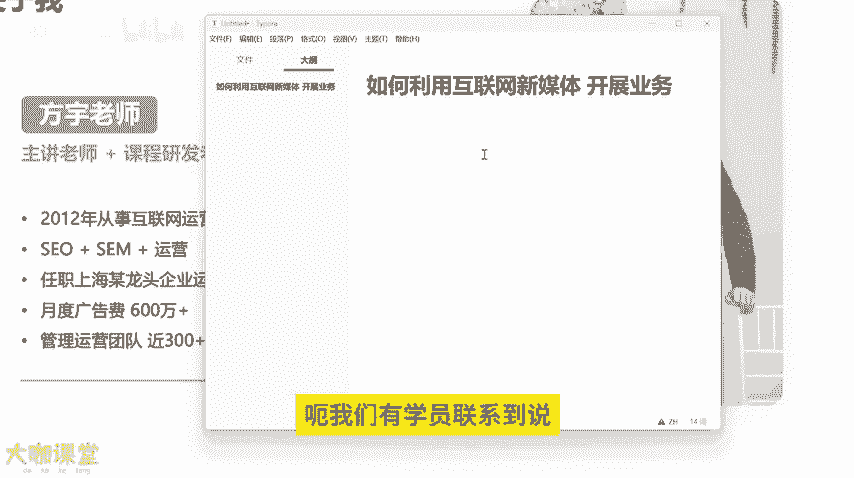 于我
Untitled - Typora
文件(F) 编辑(E) 段落(P) 格式(O) 视图(V) 主题(T) 帮助(H)
文件 大纲
如何利用互联网新媒体 开展业务
如何利用互联网新媒体 开展业务
方宇老师
主讲老师 + 课程研发
• 2012年从事互联网运营
• SEO + SEM + 运营
• 任职上海某龙头企业运
• 月度广告费 600万+
• 管理运营团队 近300+
呃我们有学员联系到说
ZH 14 词
大咖课堂
da ka ke tang